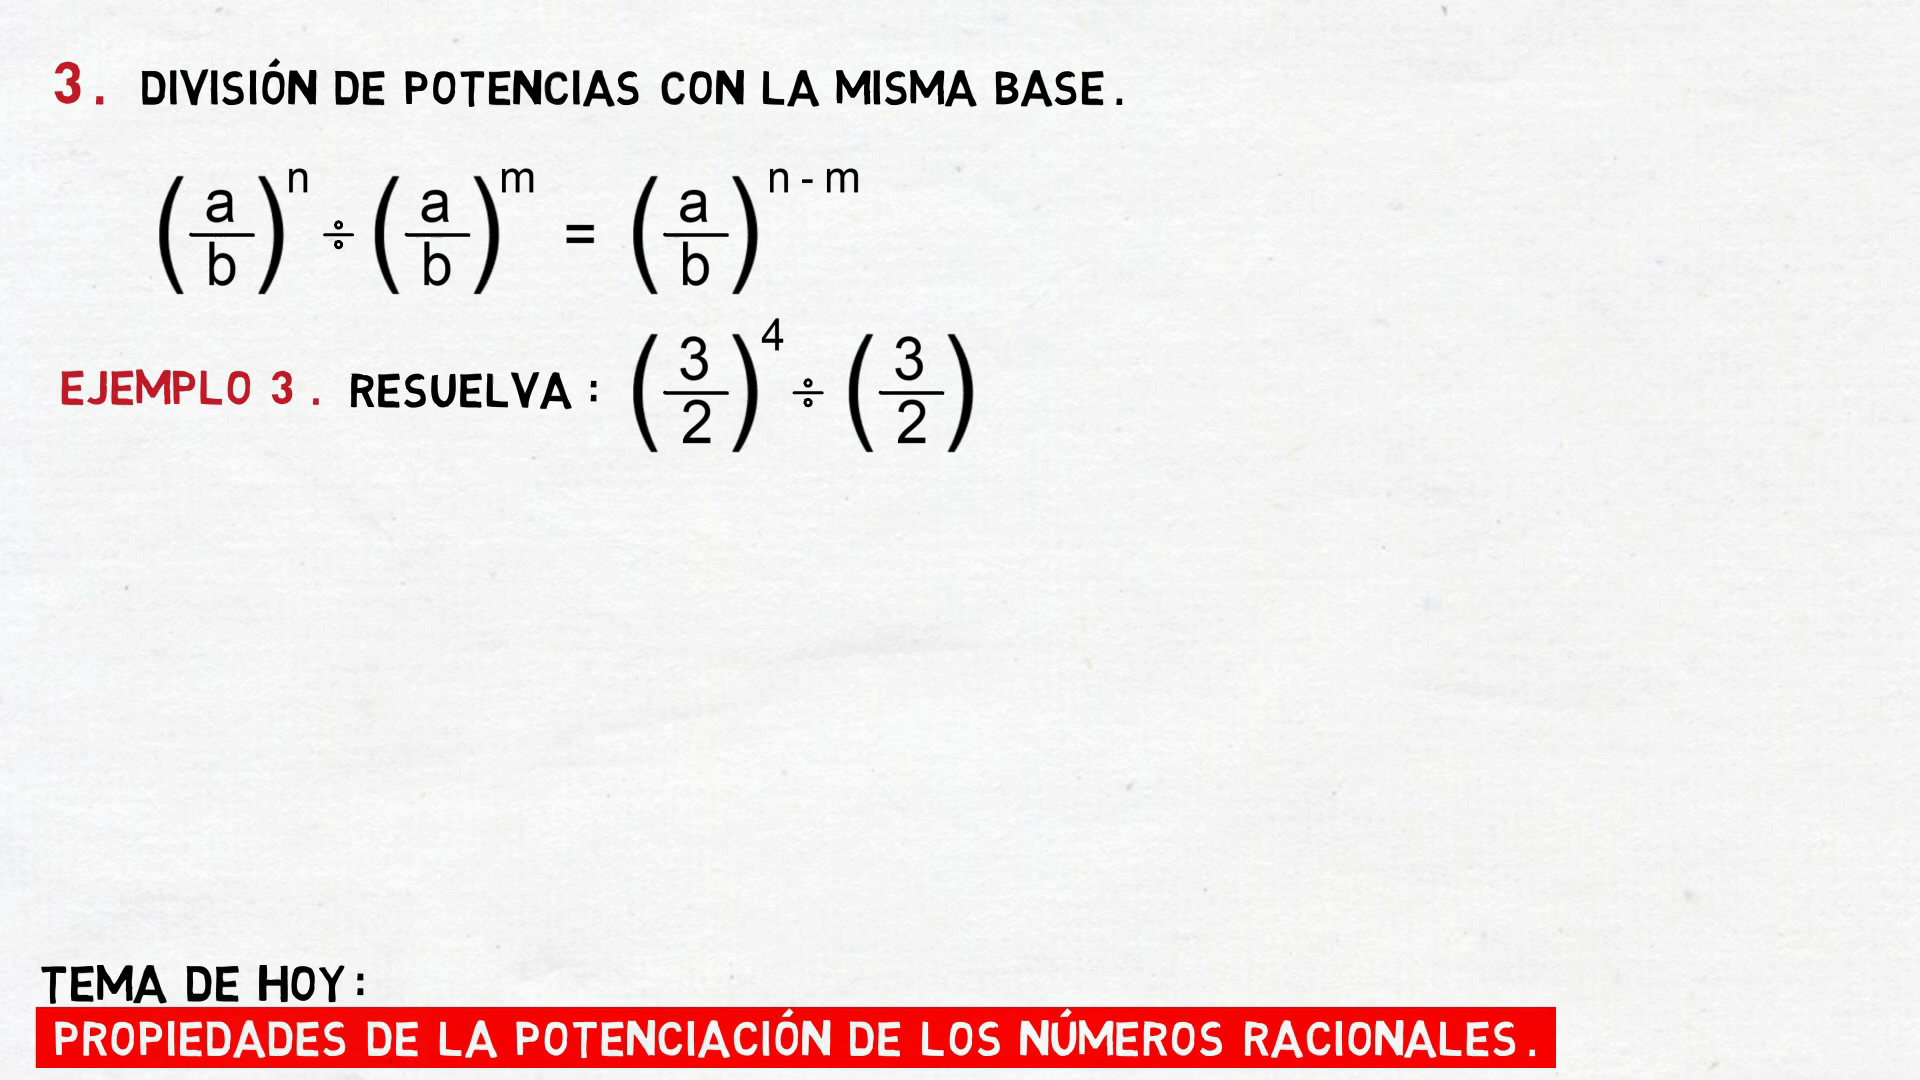 3. DIVISIÓN DE POTENCIAS CON LA MISMA BASE.
(a/b)^n ÷ (a/b)^m = (a/b)^(n - m)
EJEMPLO 3. RESUELVA: (3/2)^4 ÷ (3/2)
TEMA DE HOY:
PROPIEDADES DE LA POTENCIACIÓN DE LOS NÚMEROS RACIONALES.